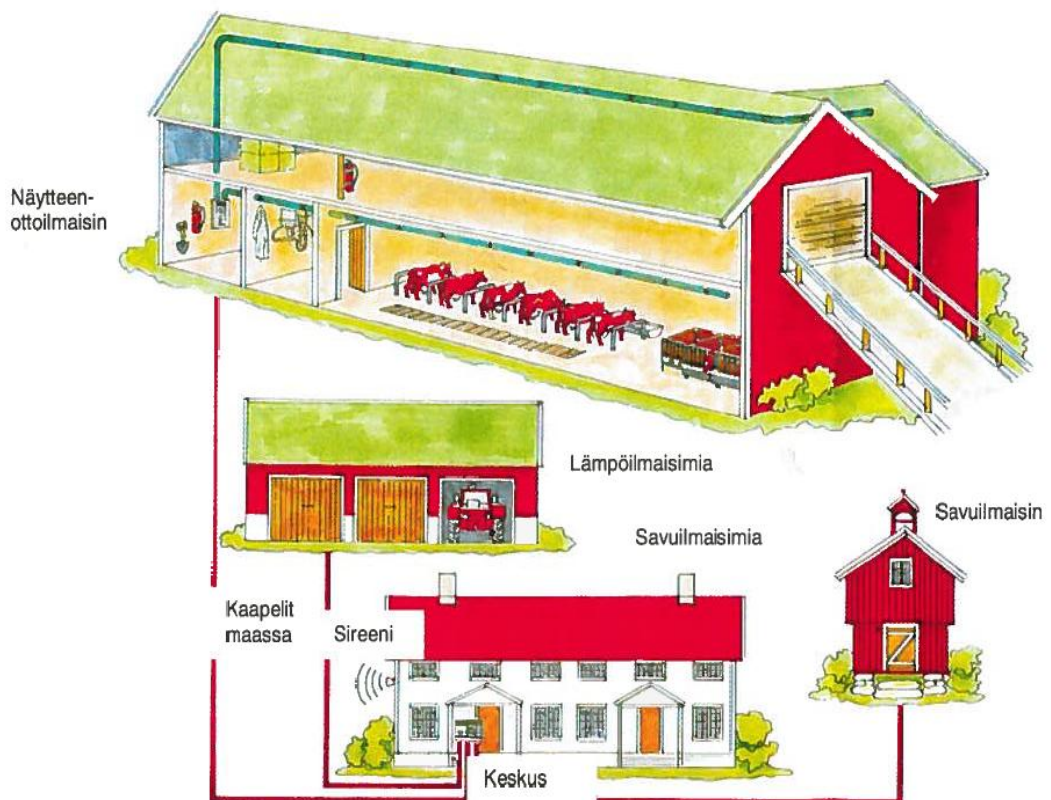 Näytteen-
ottoilmaisin
Lämpöilmaisimia
Savuilmaisin
Savuilmaisimia
Kaapelit
maassa
Sireeni
Keskus